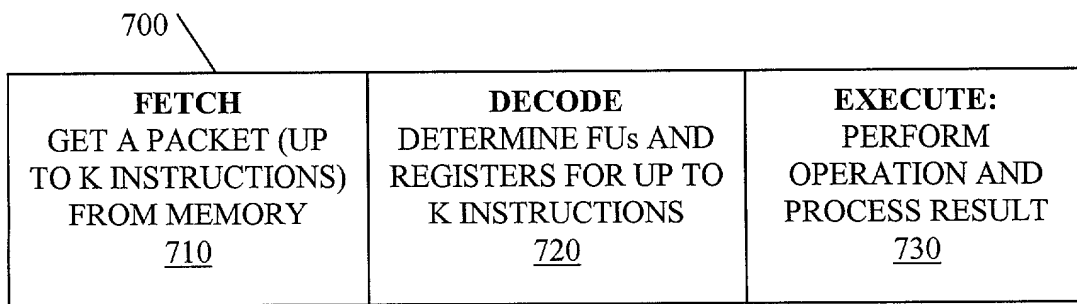 700
FETCH
GET A PACKET (UP
TO K INSTRUCTIONS)
FROM MEMORY
710
DECODE
DETERMINE FUs AND
REGISTERS FOR UP TO
K INSTRUCTIONS
720
EXECUTE:
PERFORM
OPERATION AND
PROCESS RESULT
730